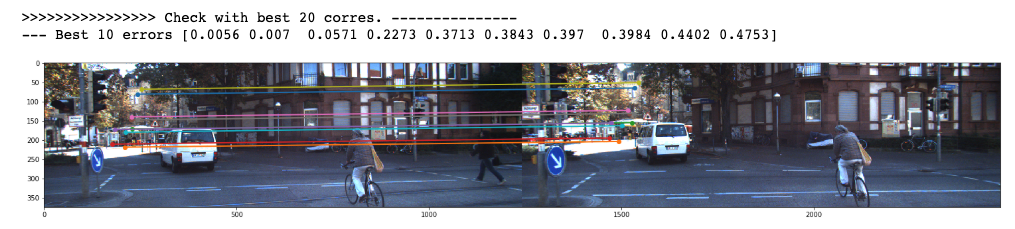 >>>>>>>>>>>>>>>> Check with best 20 corres. ---------------
--- Best 10 errors [0.0056 0.007  0.0571 0.2273 0.3713 0.3843 0.397  0.3984 0.4402 0.4753]
0
50
100
150
200
250
300
350
0 500 1000 1500 2000